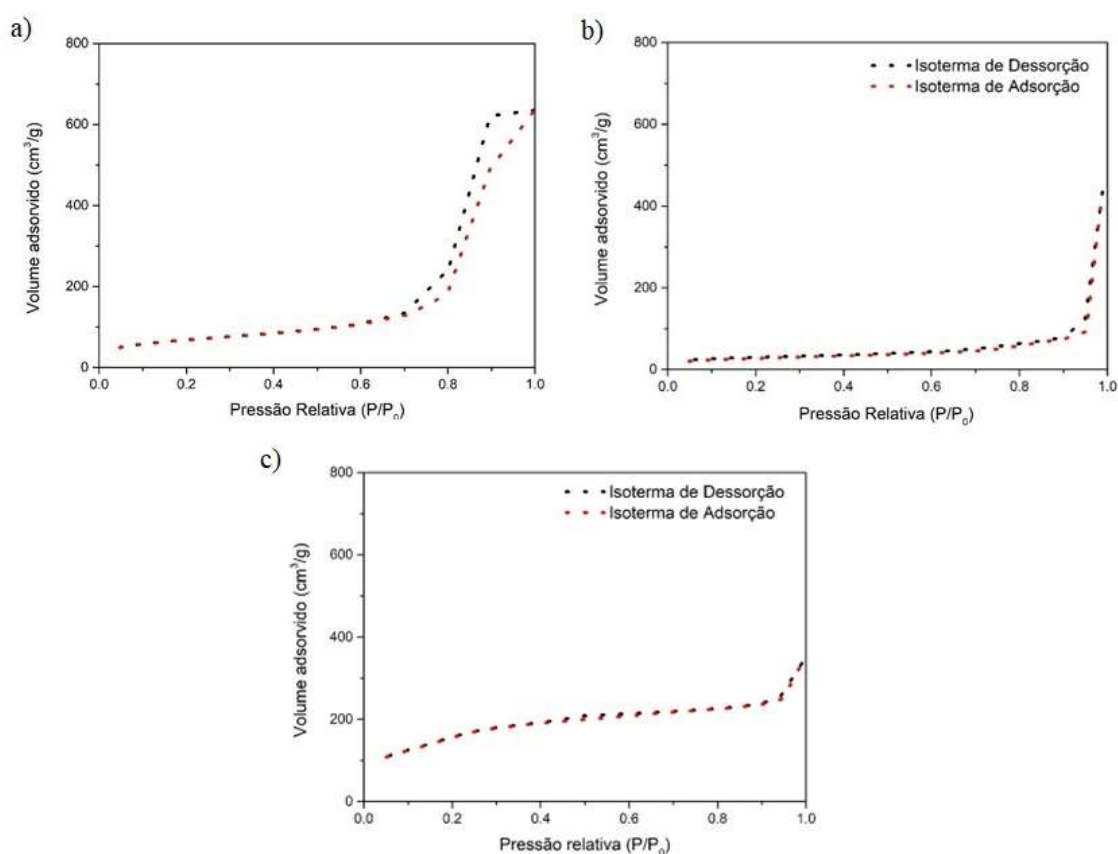 a)
800
600
400
200
0
0.0 0.2 0.4 0.6 0.8 1.0
Volume adsorvido (cm³/g)
Pressão Relativa (P/P₀)
b)
Isoterma de Dessorção
Isoterma de Adsorção
800
600
400
200
0
0.0 0.2 0.4 0.6 0.8 1.0
Volume adsorvido (cm³/g)
Pressão Relativa (P/P₀)
c)
Isoterma de Dessorção
Isoterma de Adsorção
800
600
400
200
0
0.0 0.2 0.4 0.6 0.8 1.0
Volume adsorvido (cm³/g)
Pressão relativa (P/P₀)